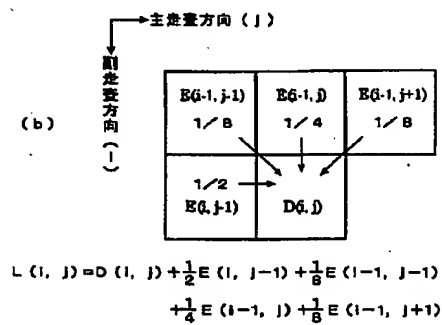 主走査方向(j)
副走査方向(i)
(b)
E(i-1, j-1) E(i-1, j) E(i-1, j+1)
1/8 1/4 1/8
1/2
E(i, j-1) D(i, j)
L(i, j)=D(i, j)+1/2E(i, j-1)+1/8E(i-1, j-1)
+1/4E(i-1, j)+1/8E(i-1, j+1)